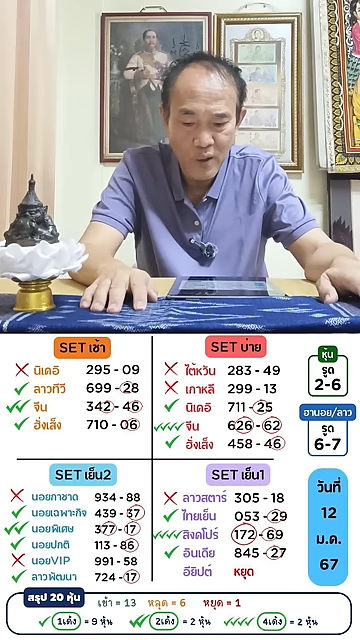 SET เช้า
นิเคอิ 295 - 09
ลาวทีวี 699 - 28
จีน 342 - 46
ฮั่งเส็ง 710 - 06
SET บ่าย
ไต้หวัน 283 - 49
เกาหลี 299 - 13
นิเคอิ 711 - 25
จีน 626 - 62
ฮั่งเส็ง 458 - 46
หุ้น
รูด
2-6
ฮานอย/ลาว
รูด
6-7
SET เย็น2
นอยกาชาด 934 - 88
นอยเฉพาะกิจ 439 - 37
นอยพิเศษ 377 - 17
นอยปกติ 113 - 86
นอยVIP 991 - 58
ลาวพัฒนา 724 - 17
SET เย็น1
ลาวสตาร์ 305 - 18
ไทยเย็น 053 - 29
สิงคโปร์ 172 - 69
อินเดีย 845 - 27
อียิปต์ หยุด
วันที่
12
ม.ค.
67
สรุป 20 หุ้น เข้า = 13 หลุด = 6 หยุด = 1
1เด้ง = 9 หุ้น 2เด้ง = 2 หุ้น 4เด้ง = 2 หุ้น